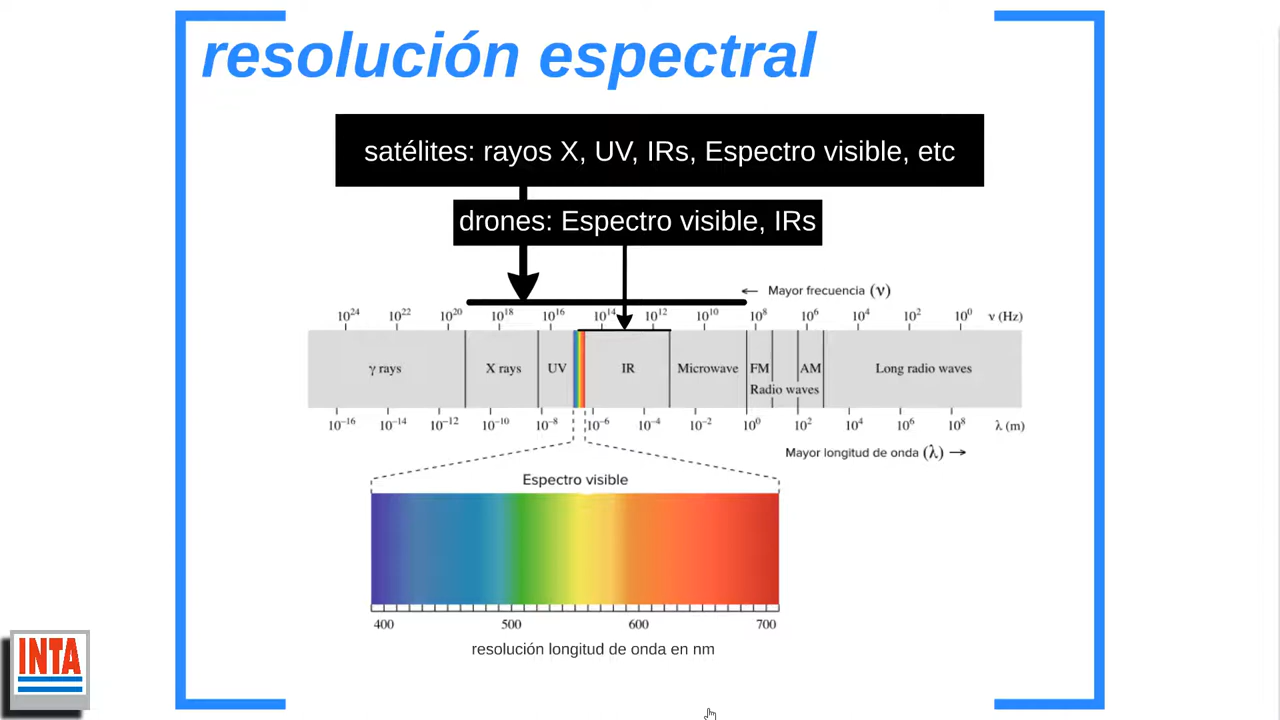 resolución espectral
satélites: rayos X, UV, IRs, Espectro visible, etc
drones: Espectro visible, IRs
← Mayor frecuencia (ν)
10²⁴ 10²² 10²⁰ 10¹⁸ 10¹⁶ 10¹⁴ 10¹² 10¹⁰ 10⁸ 10⁶ 10⁴ 10² 10⁰ ν (Hz)
γ rays X rays UV IR Microwave FM AM Long radio waves
Radio waves
10⁻¹⁶ 10⁻¹⁴ 10⁻¹² 10⁻¹⁰ 10⁻⁸ 10⁻⁶ 10⁻⁴ 10⁻² 10⁰ 10² 10⁴ 10⁶ 10⁸ λ (m)
Mayor longitud de onda (λ) →
Espectro visible
400 500 600 700
resolución longitud de onda en nm
INTA